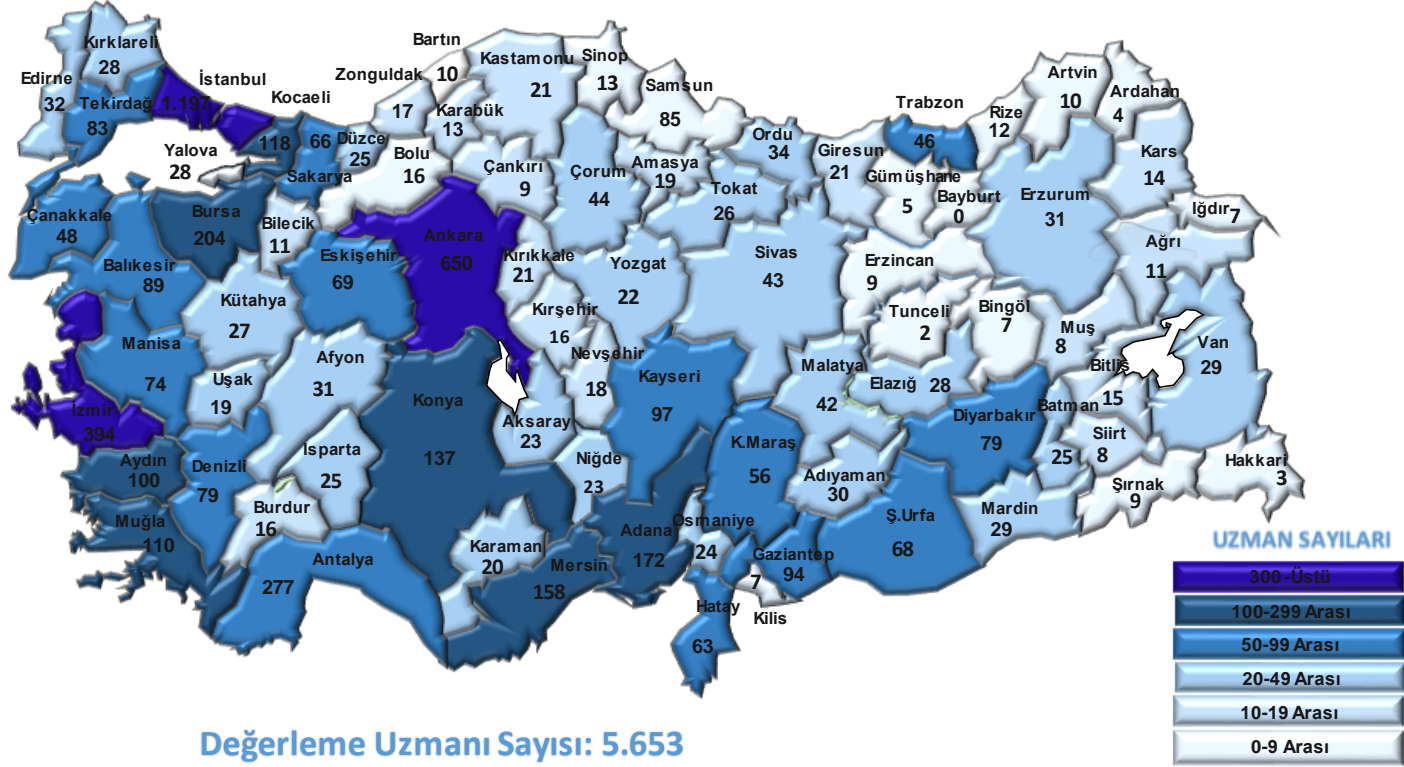 Kırklareli
28
Edirne
32
Tekirdağ
83
İstanbul
1.197
Kocaeli
118
Yalova
28
66
Sakarya
Düzce
25
Zonguldak
17
Bartın
10
Karabük
13
Kastamonu
21
Sinop
13
Samsun
85
Bolu
16
Çankırı
9
Çorum
44
Amasya
19
Ordu
34
Tokat
26
Giresun
21
Trabzon
46
Gümüşhane
5
Bayburt
0
Rize
12
Artvin
10
Ardahan
4
Kars
14
Iğdır 7
Erzurum
31
Ağrı
11
Çanakkale
48
Bursa
204
Bilecik
11
Eskişehir
69
Ankara
650
Kırıkkale
21
Yozgat
22
Sivas
43
Erzincan
9
Tunceli
2
Bingöl
7
Muş
8
Bitlis
15
Van
29
Balıkesir
89
Kütahya
27
Kırşehir
16
Nevşehir
18
Kayseri
97
Malatya
42
Elazığ 28
Diyarbakır
79
Batman
25
Siirt
8
Şırnak
9
Hakkari
3
Manisa
74
Uşak
19
Afyon
31
Konya
137
Aksaray
23
Niğde
23
K.Maraş
56
Adıyaman
30
Ş.Urfa
68
Mardin
29
İzmir
394
Aydın
100
Denizli
79
Isparta
25
Burdur
16
Muğla
110
Antalya
277
Karaman
20
Mersin
158
Adana
172
Osmaniye
24
Gaziantep
94
7
Kilis
Hatay
63
UZMAN SAYILARI
300 -Üstü
100-299 Arası
50-99 Arası
20-49 Arası
10-19 Arası
0-9 Arası
Değerleme Uzmanı Sayısı: 5.653